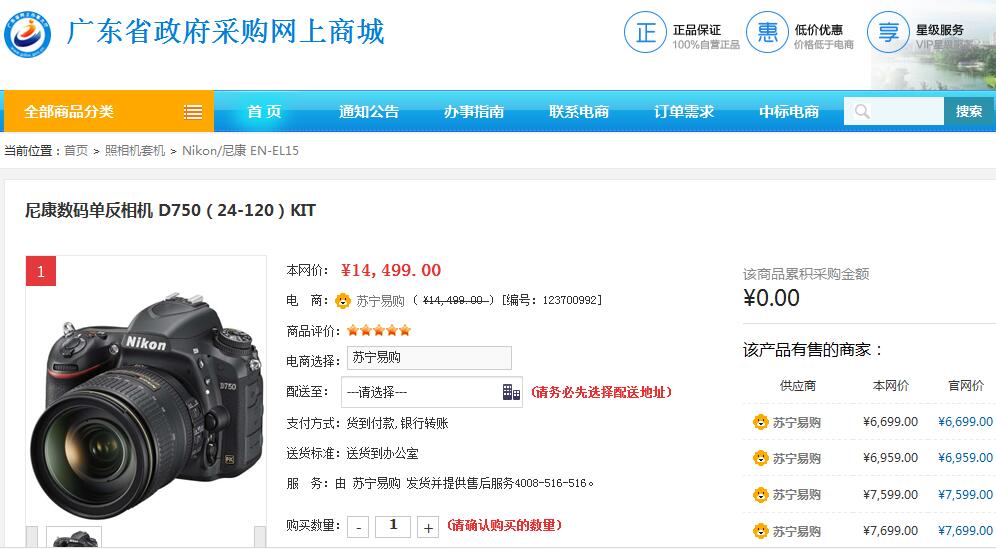 广东省政府采购网上商城
正 正品保证 惠 低价优惠 享 星级服务
100%自营正品 价格低于电商 VIP星级服务
全部商品分类 首页 通知公告 办事指南 联系电商 订单需求 中标电商 搜索
当前位置：首页 > 照相机套机 > Nikon/尼康 EN-EL15
尼康数码单反相机 D750（24-120）KIT
1
Nikon
D750
FX
本网价： ¥14,499.00
电 商： 苏宁易购（ ¥14,499.00 ）[编号：123700992]
商品评价：
电商选择： 苏宁易购
配送至： ---请选择--- (请务必先选择配送地址)
支付方式：货到付款,银行转账
送货标准：送货到办公室
服 务：由 苏宁易购 发货并提供售后服务4008-516-516。
购买数量： - 1 + (请确认购买的数量)
该商品累积采购金额
¥0.00
该产品有售的商家：
供应商 本网价 官网价
苏宁易购 ¥6,699.00 ¥6,699.00
苏宁易购 ¥6,959.00 ¥6,959.00
苏宁易购 ¥7,599.00 ¥7,599.00
苏宁易购 ¥7,699.00 ¥7,699.00